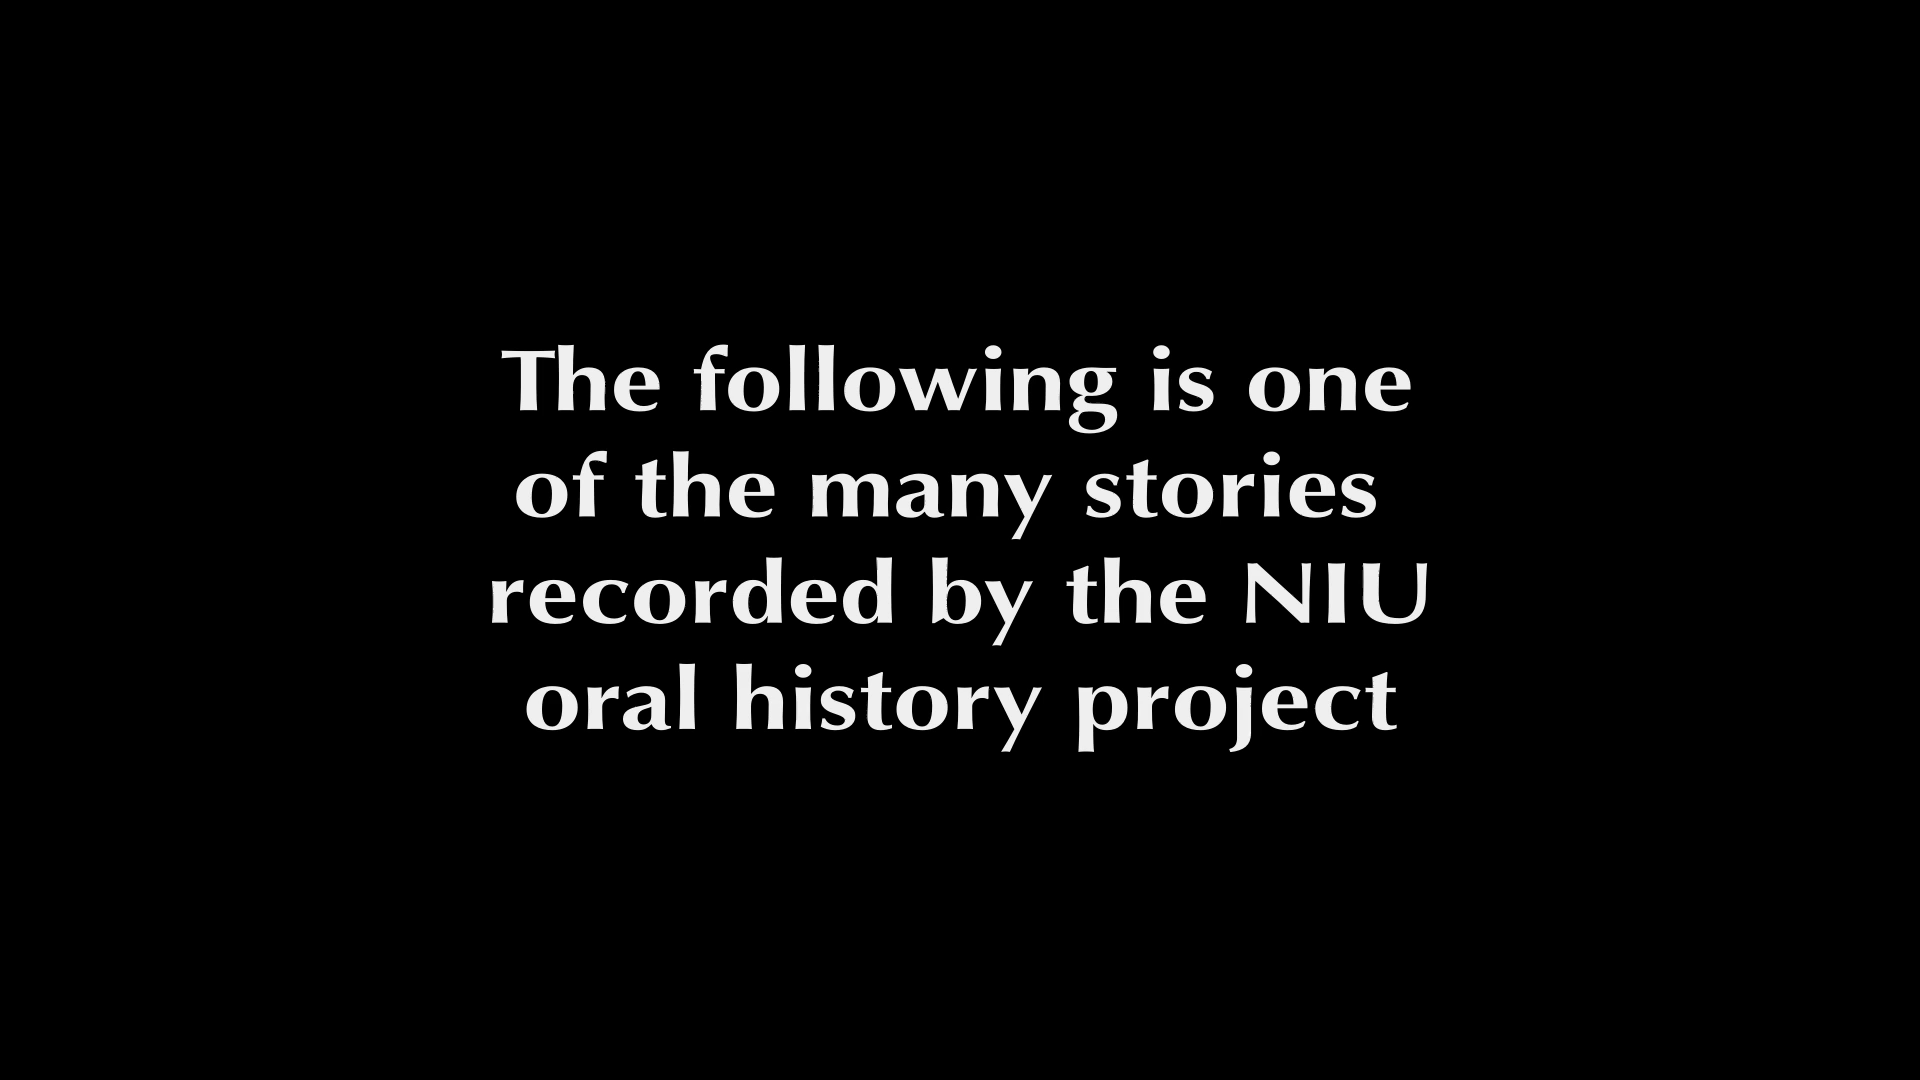 The following is one
of the many stories
recorded by the NIU
oral history project